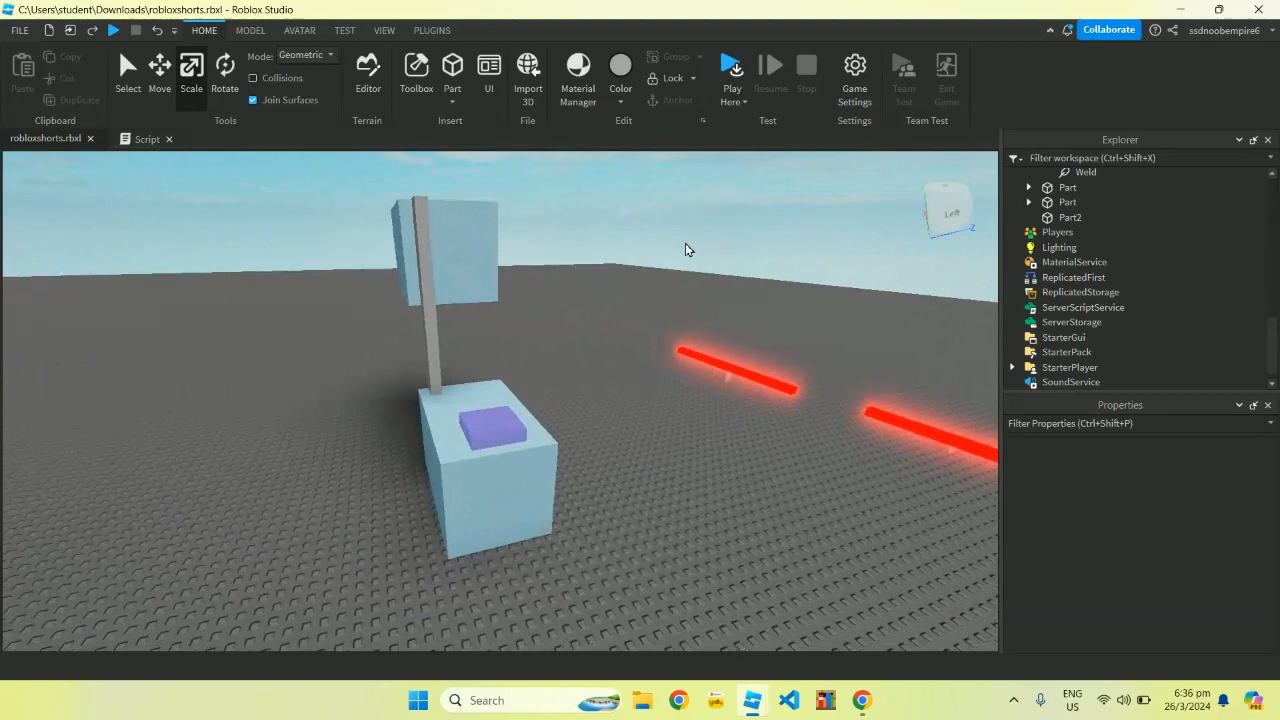 C:\Users\student\Downloads\robloxshorts.rbxl - Roblox Studio
FILE HOME MODEL AVATAR TEST VIEW PLUGINS Collaborate ssdnoobempire6
Paste Copy Cut Duplicate
Select Move Scale Rotate
Mode: Geometric
Collisions
Join Surfaces
Editor
Toolbox Part UI
Import 3D
Material Manager
Color
Group
Lock
Anchor
Play Here
Resume Stop
Game Settings
Team Test
Exit Game
Clipboard Tools Terrain Insert File Edit Test Settings Team Test
robloxshorts.rbxl Script
Left
Z
Explorer
Filter workspace (Ctrl+Shift+X)
Weld
Part
Part
Part2
Players
Lighting
MaterialService
ReplicatedFirst
ReplicatedStorage
ServerScriptService
ServerStorage
StarterGui
StarterPack
StarterPlayer
SoundService
Properties
Filter Properties (Ctrl+Shift+P)
Search
ENG
US
6:36 pm
26/3/2024
PRE